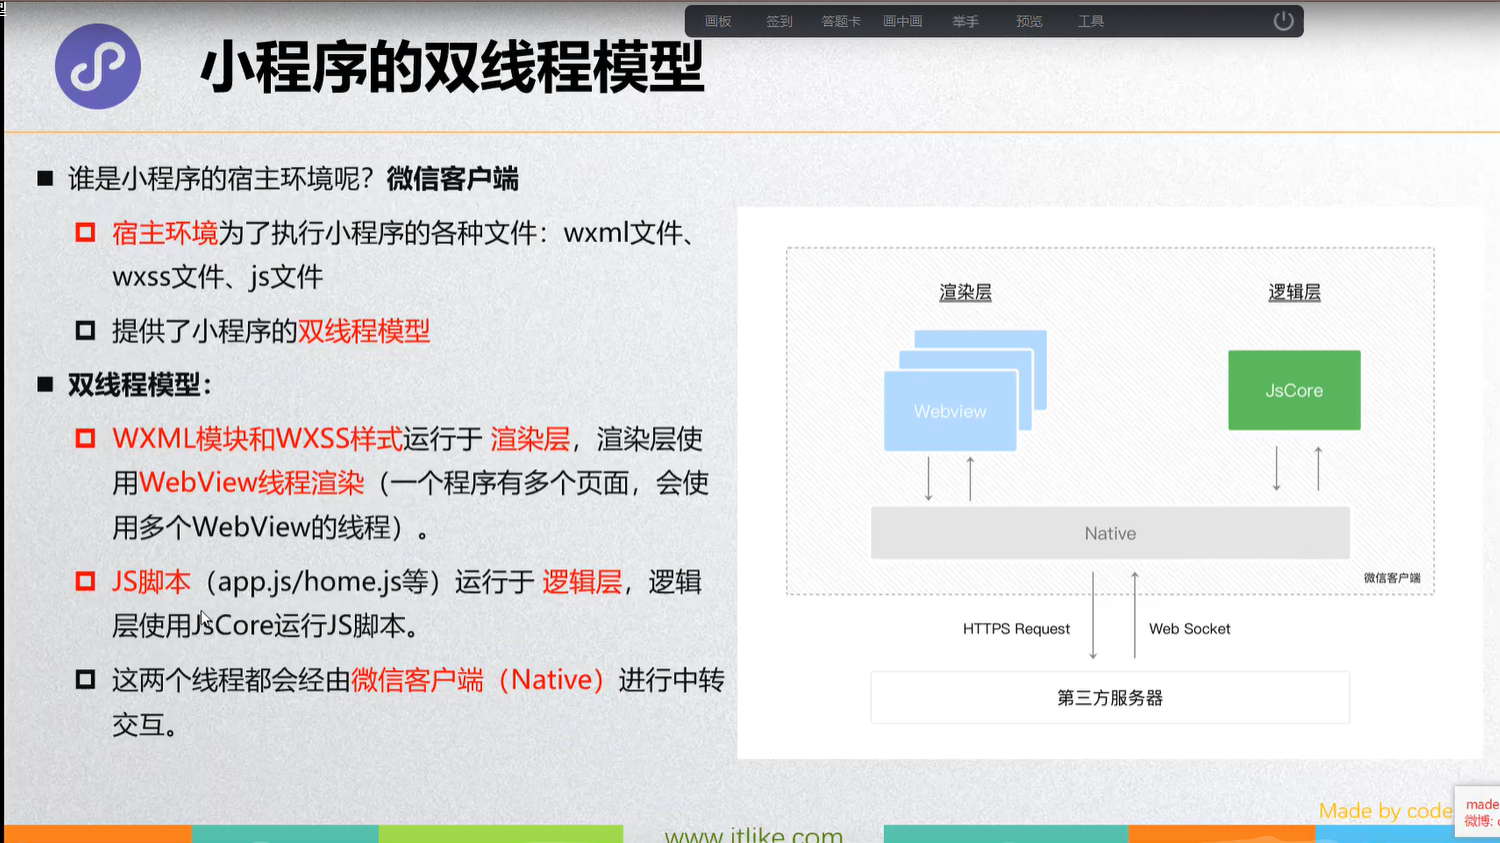 画板 签到 答题卡 画中画 举手 预览 工具
小程序的双线程模型
谁是小程序的宿主环境呢？微信客户端
宿主环境为了执行小程序的各种文件：wxml文件、
wxss文件、js文件
提供了小程序的双线程模型
双线程模型：
WXML模块和WXSS样式运行于 渲染层，渲染层使
用WebView线程渲染（一个程序有多个页面，会使
用多个WebView的线程）。
JS脚本（app.js/home.js等）运行于 逻辑层，逻辑
层使用JsCore运行JS脚本。
这两个线程都会经由微信客户端（Native）进行中转
交互。
渲染层
逻辑层
Webview
JsCore
Native
微信客户端
HTTPS Request
Web Socket
第三方服务器
Made by code
made
微博:
www.itlike.com